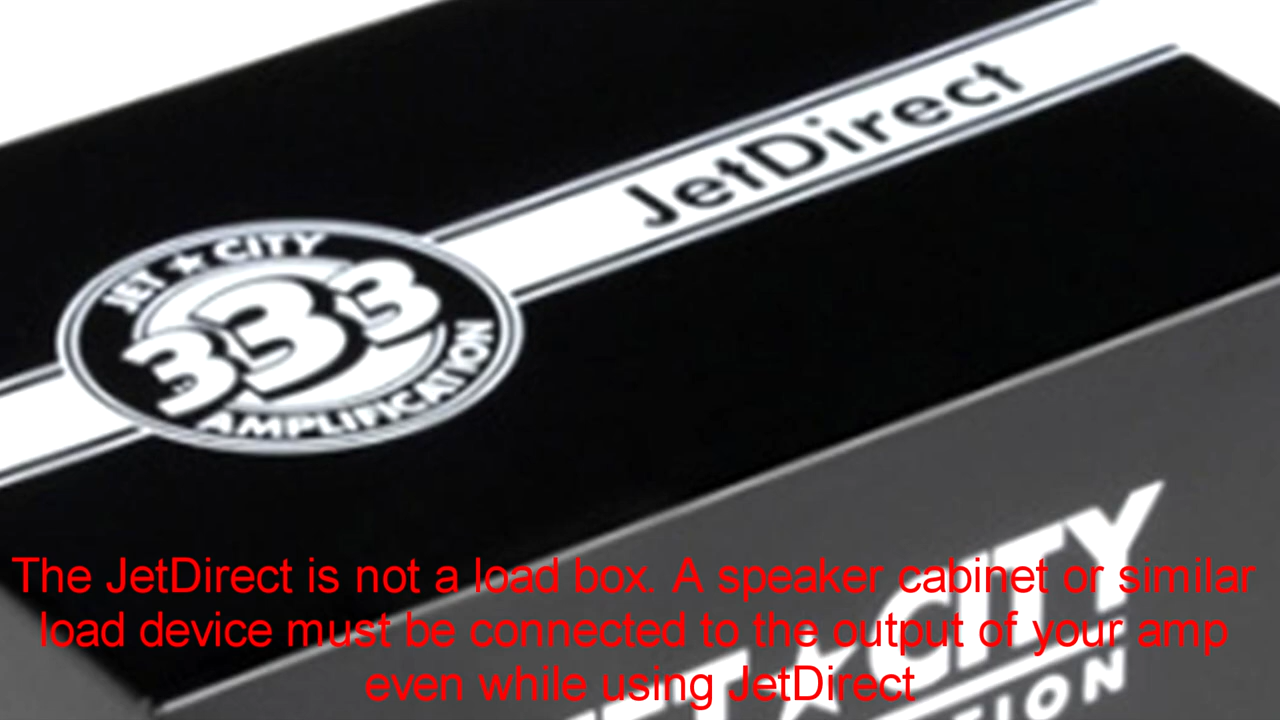 JetDirect
JET★CITY
333
AMPLIFICATION
CITY
The JetDirect is not a load box. A speaker cabinet or similar
load device must be connected to the output of your amp
even while using JetDirect